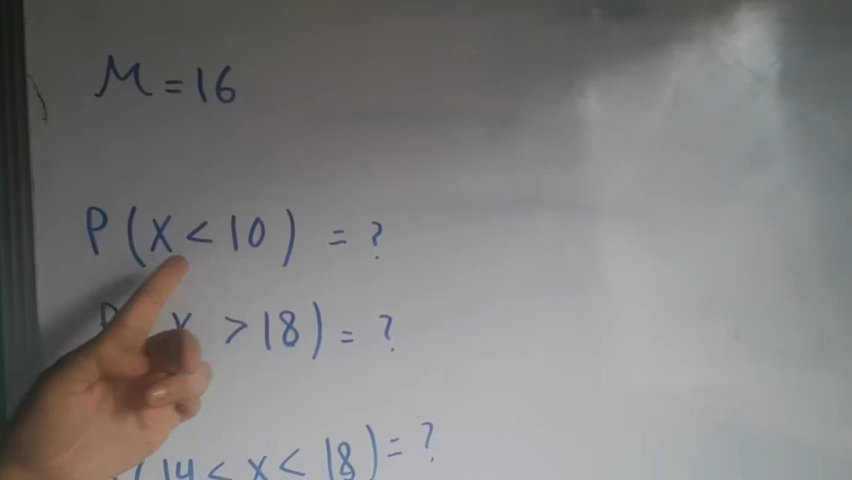 M = 16
P(X < 10) = ?
P(X > 18) = ?
P(14 < X < 18) = ?